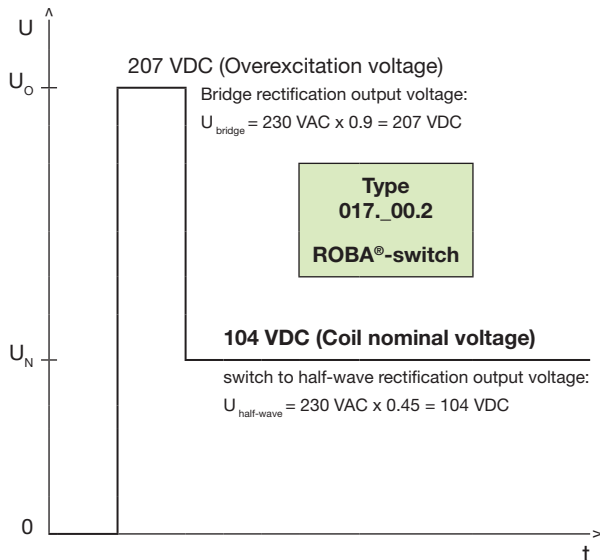 U
207 VDC (Overexcitation voltage)
U_O
Bridge rectification output voltage:
U_bridge = 230 VAC x 0.9 = 207 VDC
Type
017._00.2
ROBA®-switch
104 VDC (Coil nominal voltage)
U_N
switch to half-wave rectification output voltage:
U_half-wave = 230 VAC x 0.45 = 104 VDC
0
t